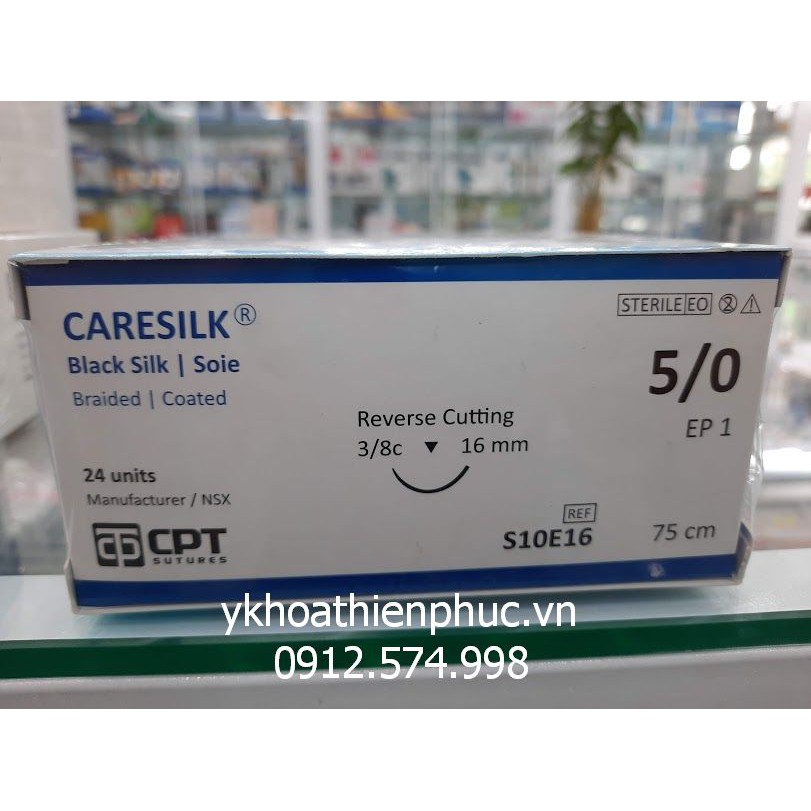 CARESILK®
Black Silk | Soie
Braided | Coated
STERILE EO
5/0
EP 1
Reverse Cutting
3/8c ▼ 16 mm
24 units
Manufacturer / NSX
CPT
SUTURES
REF
S10E16
75 cm
ykhoathienphuc.vn
0912.574.998